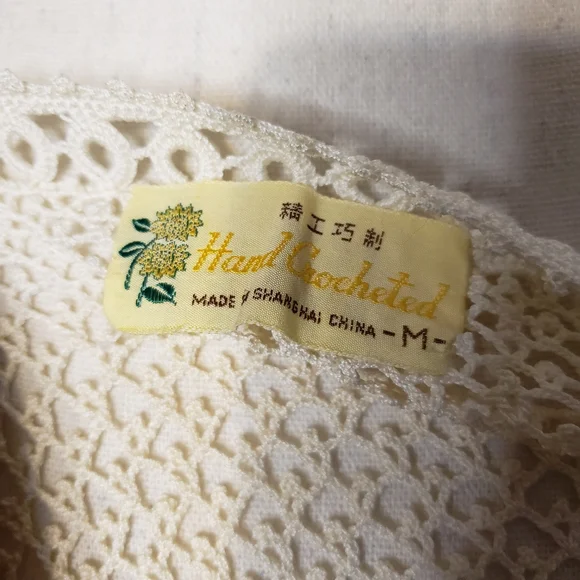 精工巧制
Hand Crocheted
MADE IN SHANGHAI CHINA -M-